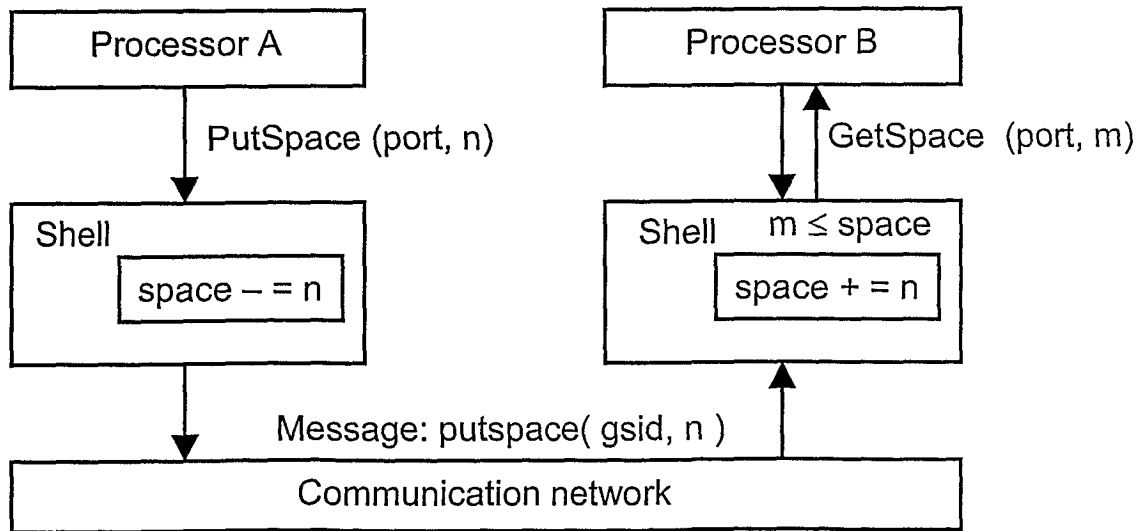 Processor A
Processor B
PutSpace (port, n)
GetSpace (port, m)
Shell
space – = n
Shell
m ≤ space
space + = n
Message: putspace( gsid, n )
Communication network